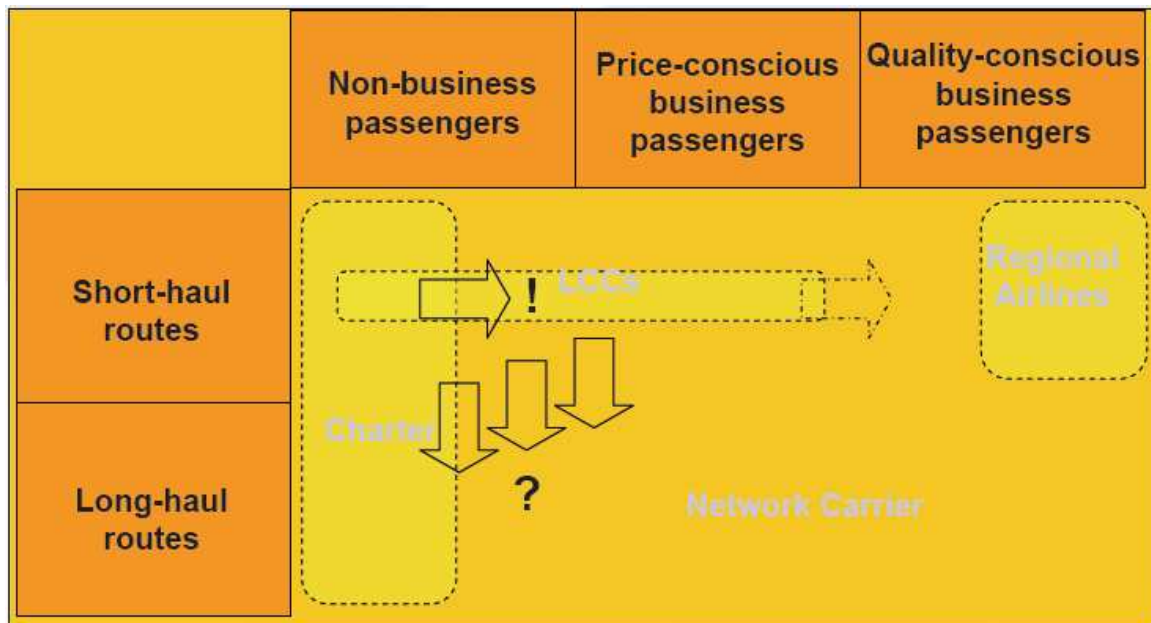 Non-business
passengers
Price-conscious
business
passengers
Quality-conscious
business
passengers
Short-haul
routes
! LCCs
Regional
Airlines
Charter
Long-haul
routes
?
Network Carrier